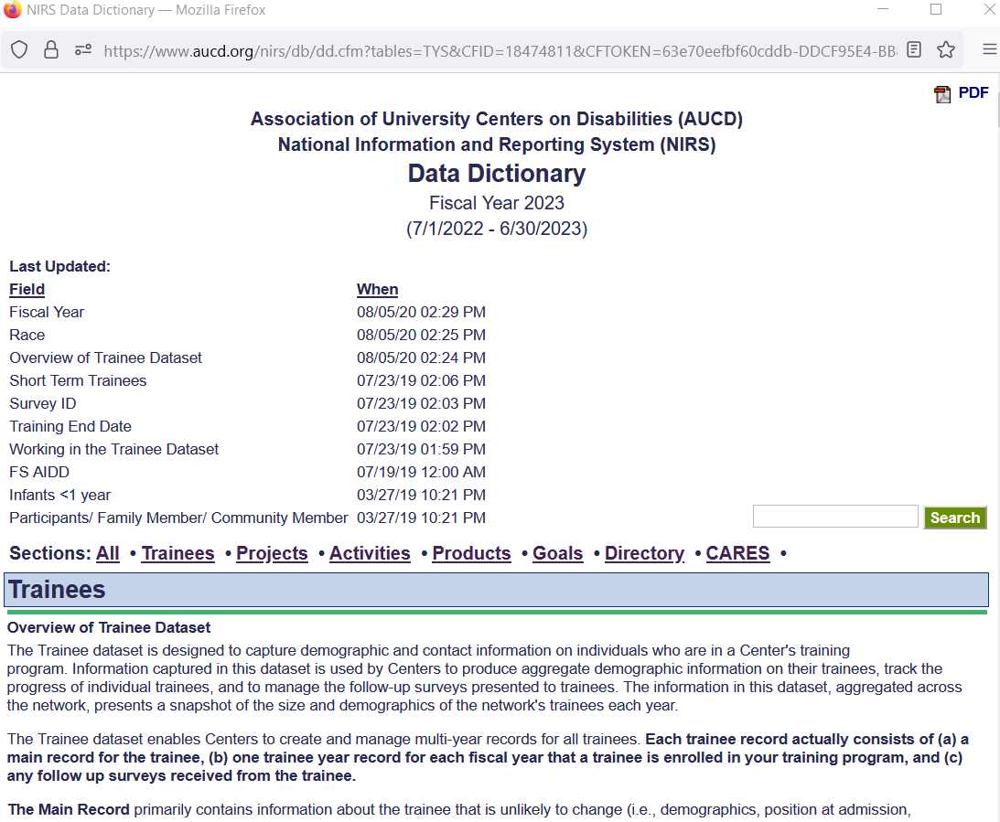 NIRS Data Dictionary — Mozilla Firefox
https://www.aucd.org/nirs/db/dd.cfm?tables=TYS&CFID=18474811&CFTOKEN=63e70eefbf60cddb-DDCF95E4-BB
PDF
Association of University Centers on Disabilities (AUCD)
National Information and Reporting System (NIRS)
Data Dictionary
Fiscal Year 2023
(7/1/2022 - 6/30/2023)
Last Updated:
Field When
Fiscal Year 08/05/20 02:29 PM
Race 08/05/20 02:25 PM
Overview of Trainee Dataset 08/05/20 02:24 PM
Short Term Trainees 07/23/19 02:06 PM
Survey ID 07/23/19 02:03 PM
Training End Date 07/23/19 02:02 PM
Working in the Trainee Dataset 07/23/19 01:59 PM
FS AIDD 07/19/19 12:00 AM
Infants <1 year 03/27/19 10:21 PM
Participants/ Family Member/ Community Member 03/27/19 10:21 PM
Search
Sections: All • Trainees • Projects • Activities • Products • Goals • Directory • CARES •
Trainees
Overview of Trainee Dataset
The Trainee dataset is designed to capture demographic and contact information on individuals who are in a Center's training
program. Information captured in this dataset is used by Centers to produce aggregate demographic information on their trainees, track the
progress of individual trainees, and to manage the follow-up surveys presented to trainees. The information in this dataset, aggregated across
the network, presents a snapshot of the size and demographics of the network's trainees each year.
The Trainee dataset enables Centers to create and manage multi-year records for all trainees. Each trainee record actually consists of (a) a
main record for the trainee, (b) one trainee year record for each fiscal year that a trainee is enrolled in your training program, and (c)
any follow up surveys received from the trainee.
The Main Record primarily contains information about the trainee that is unlikely to change (i.e., demographics, position at admission,